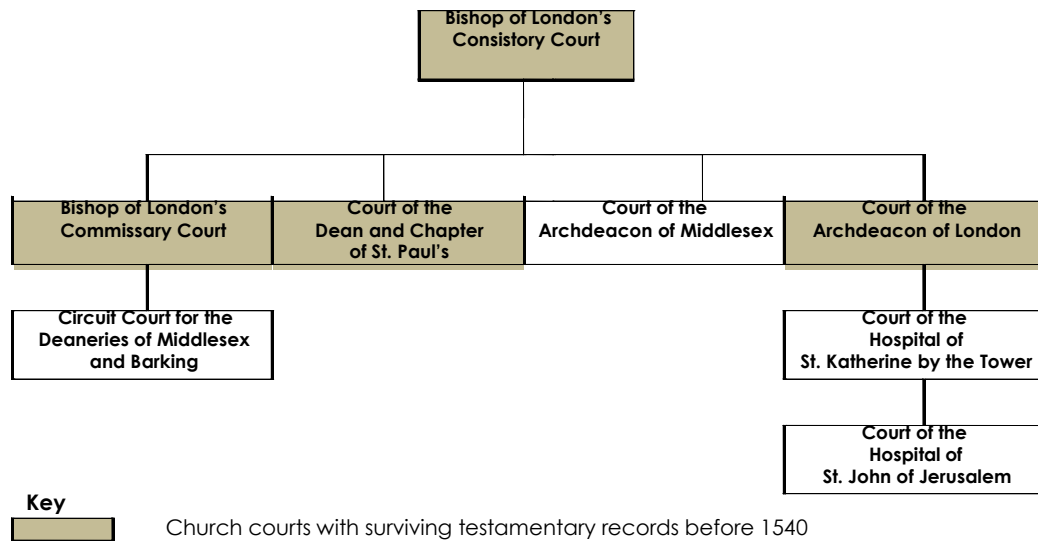 Bishop of London's
Consistory Court
Bishop of London's
Commissary Court
Court of the
Dean and Chapter
of St. Paul's
Court of the
Archdeacon of Middlesex
Court of the
Archdeacon of London
Circuit Court for the
Deaneries of Middlesex
and Barking
Court of the
Hospital of
St. Katherine by the Tower
Court of the
Hospital of
St. John of Jerusalem
Key
Church courts with surviving testamentary records before 1540